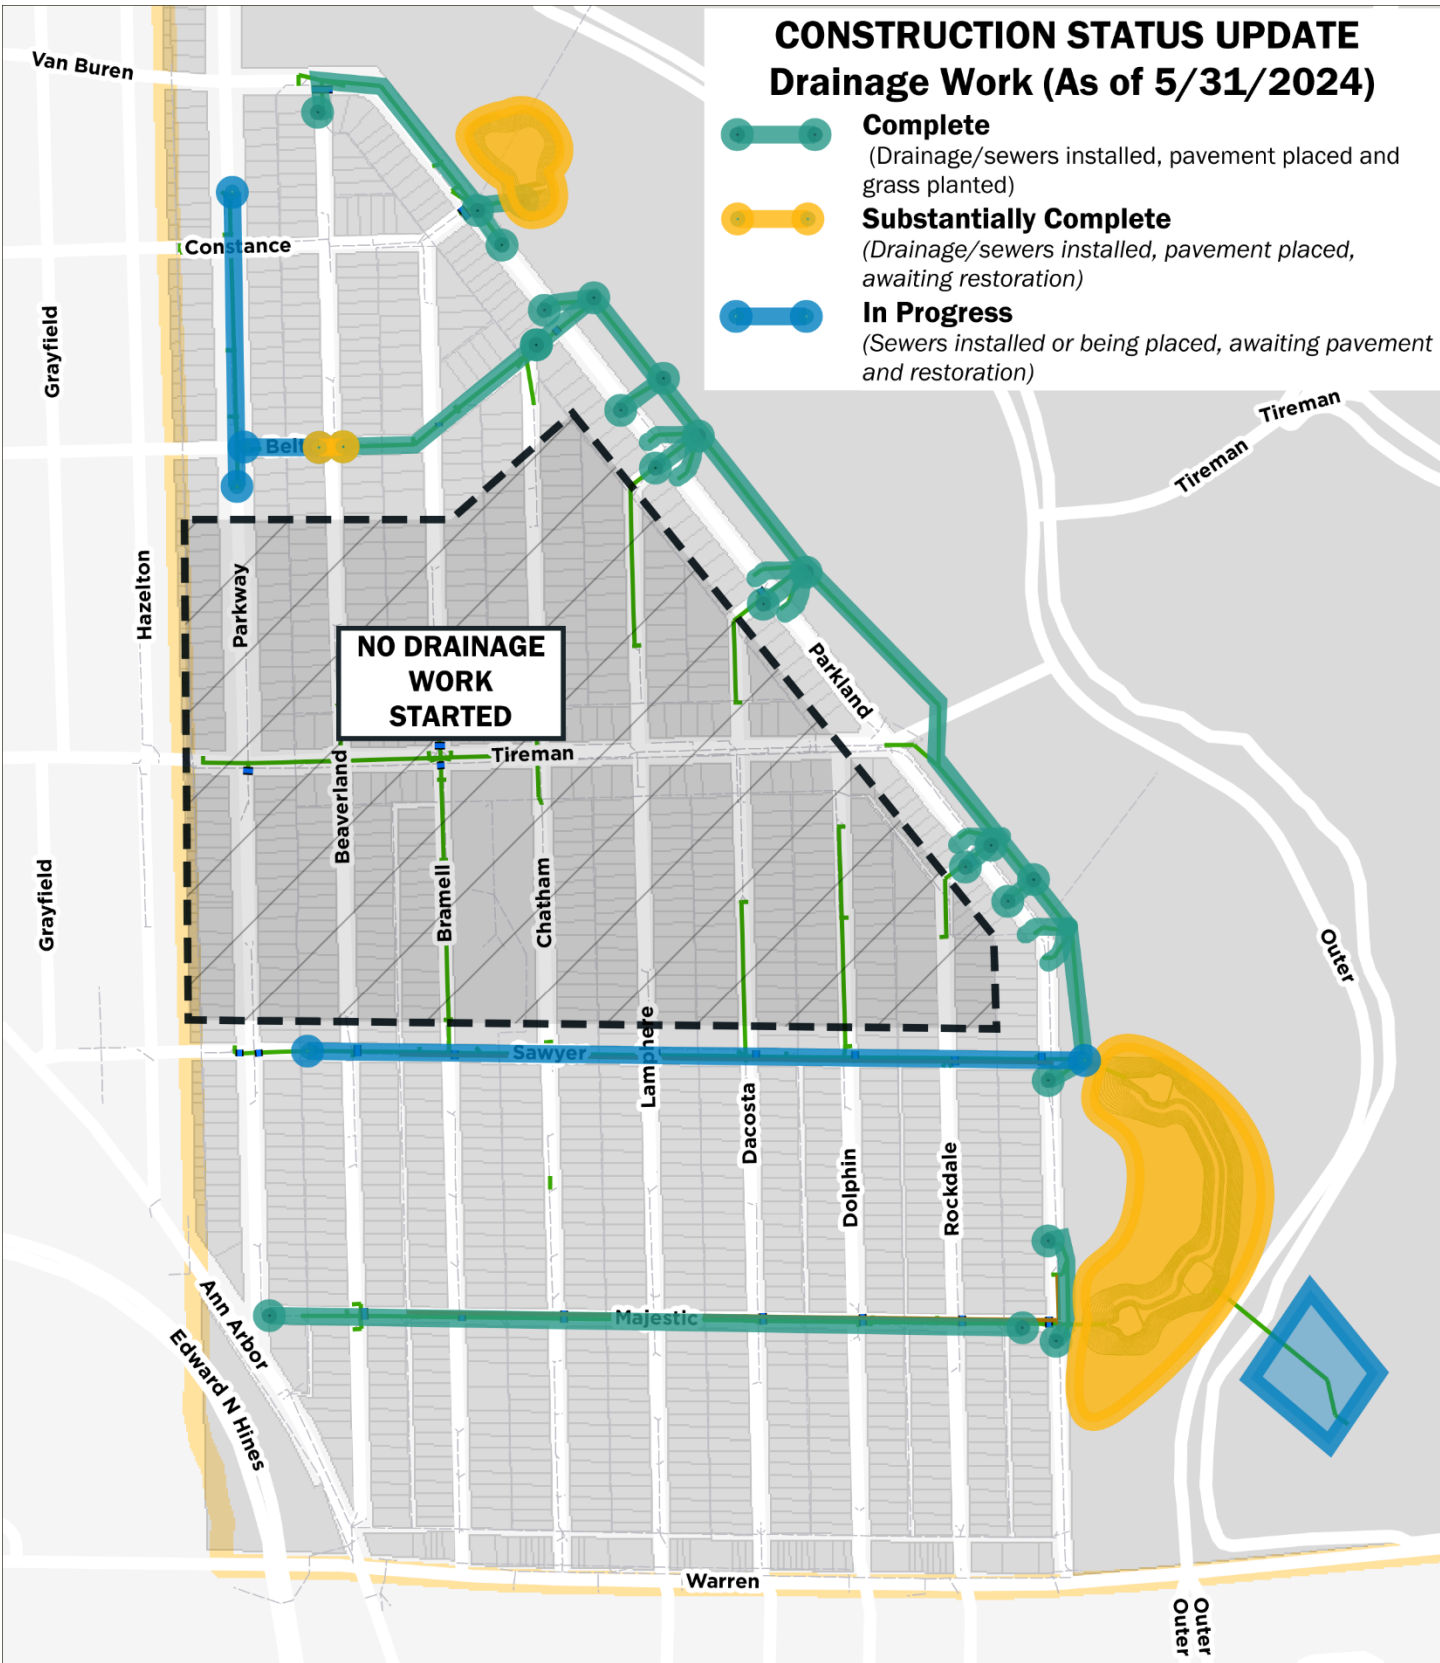 CONSTRUCTION STATUS UPDATE
Drainage Work (As of 5/31/2024)
Complete
(Drainage/sewers installed, pavement placed and
grass planted)
Substantially Complete
(Drainage/sewers installed, pavement placed,
awaiting restoration)
In Progress
(Sewers installed or being placed, awaiting pavement
and restoration)
Van Buren
Constance
Grayfield
Belt
Tireman
Tireman
Hazelton
Parkway
NO DRAINAGE
WORK
STARTED
Parkland
Tireman
Beaverland
Bramell
Chatham
Grayfield
Outer
Lamphere
Sawyer
Dacosta
Dolphin
Rockdale
Ann Arbor
Majestic
Edward N Hines
Warren
Outer
Outer